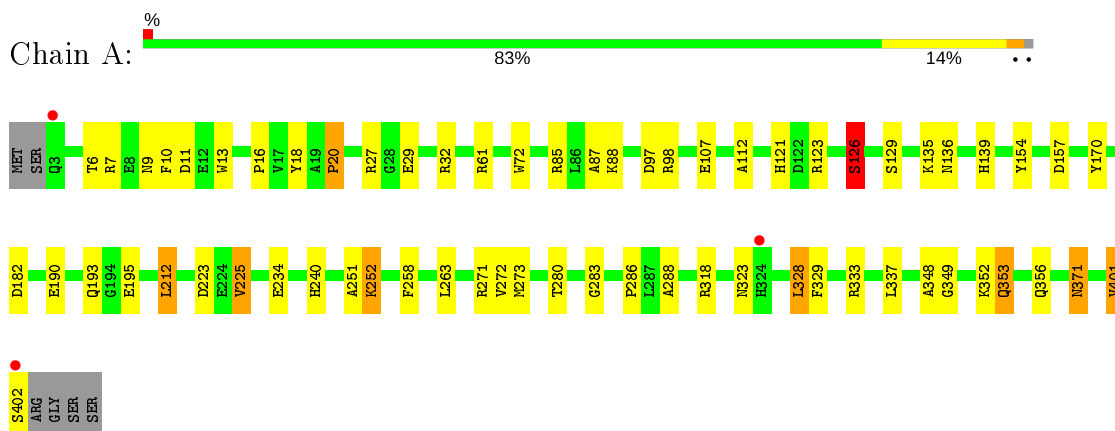 %
Chain A:
83% 14% • •
MET SER Q3 T6 R7 E8 N9 F10 D11 E12 W13 P16 V17 Y18 A19 P20 R27 G28 E29 R32 R61 W72 R85 L86 A87 K88 D97 R98 E107 A112 H121 D122 R123 S126 S129 K135 N136 H139 Y154 D157 Y170
D182 E190 Q193 G194 E195 L212 D223 E224 V225 E234 H240 A251 K252 F258 L263 R271 V272 M273 T280 G283 P286 L287 A288 R318 N323 H324 L328 F329 R333 L337 A348 G349 K352 Q353 Q356 N371 V401
S402 ARG GLY SER SER